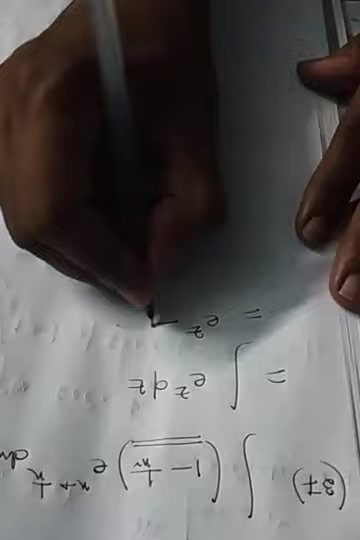 (37) ∫ (1 - 1/x²) e^{x + 1/x} dx
= ∫ e^z dz
= e^z